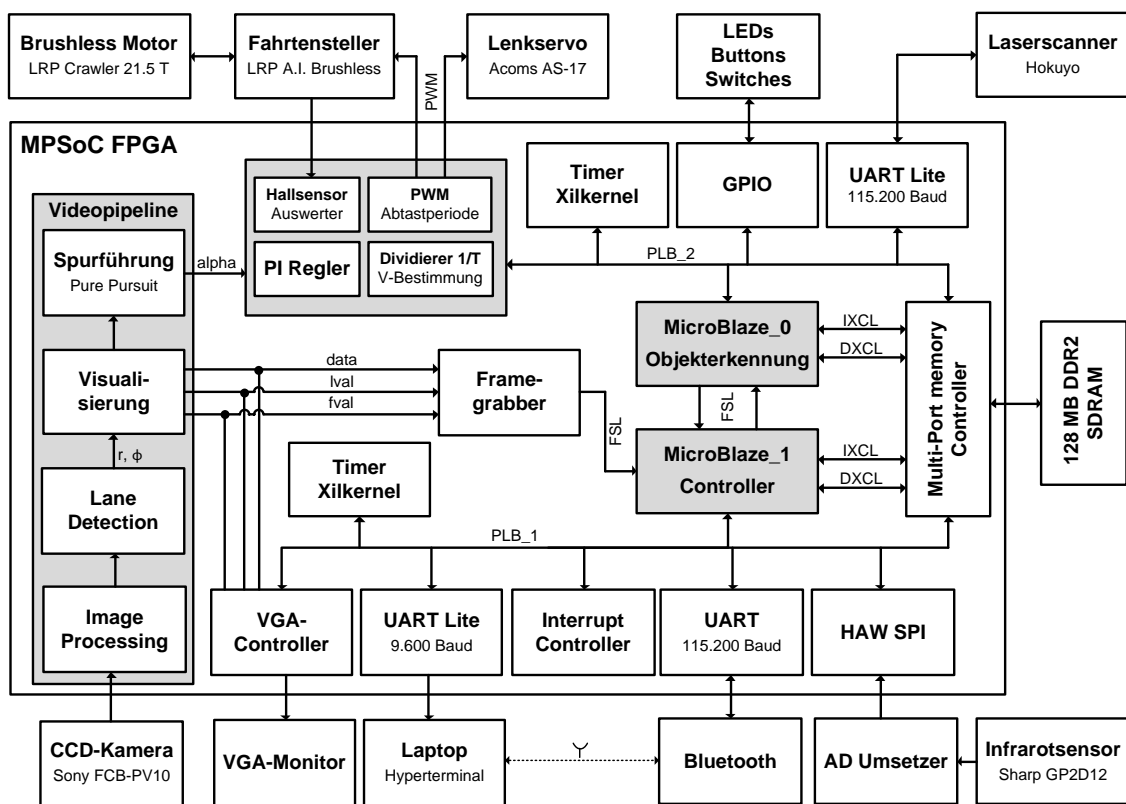 Brushless Motor
LRP Crawler 21.5 T
Fahrtensteller
LRP A.I. Brushless
PWM
Lenkservo
Acoms AS-17
LEDs
Buttons
Switches
Laserscanner
Hokuyo
MPSoC FPGA
Videopipeline
Spurführung
Pure Pursuit
alpha
Hallsensor
Auswerter
PWM
Abtastperiode
PI Regler
Dividierer 1/T
V-Bestimmung
Timer
Xilkernel
GPIO
UART Lite
115.200 Baud
PLB_2
MicroBlaze_0
Objekterkennung
IXCL
DXCL
Multi-Port memory
Controller
128 MB DDR2
SDRAM
Visuali-
sierung
data
lval
fval
Frame-
grabber
FSL
FSL
MicroBlaze_1
Controller
IXCL
DXCL
r, ϕ
Lane
Detection
Timer
Xilkernel
PLB_1
Image
Processing
VGA-
Controller
UART Lite
9.600 Baud
Interrupt
Controller
UART
115.200 Baud
HAW SPI
CCD-Kamera
Sony FCB-PV10
VGA-Monitor
Laptop
Hyperterminal
Bluetooth
AD Umsetzer
Infrarotsensor
Sharp GP2D12